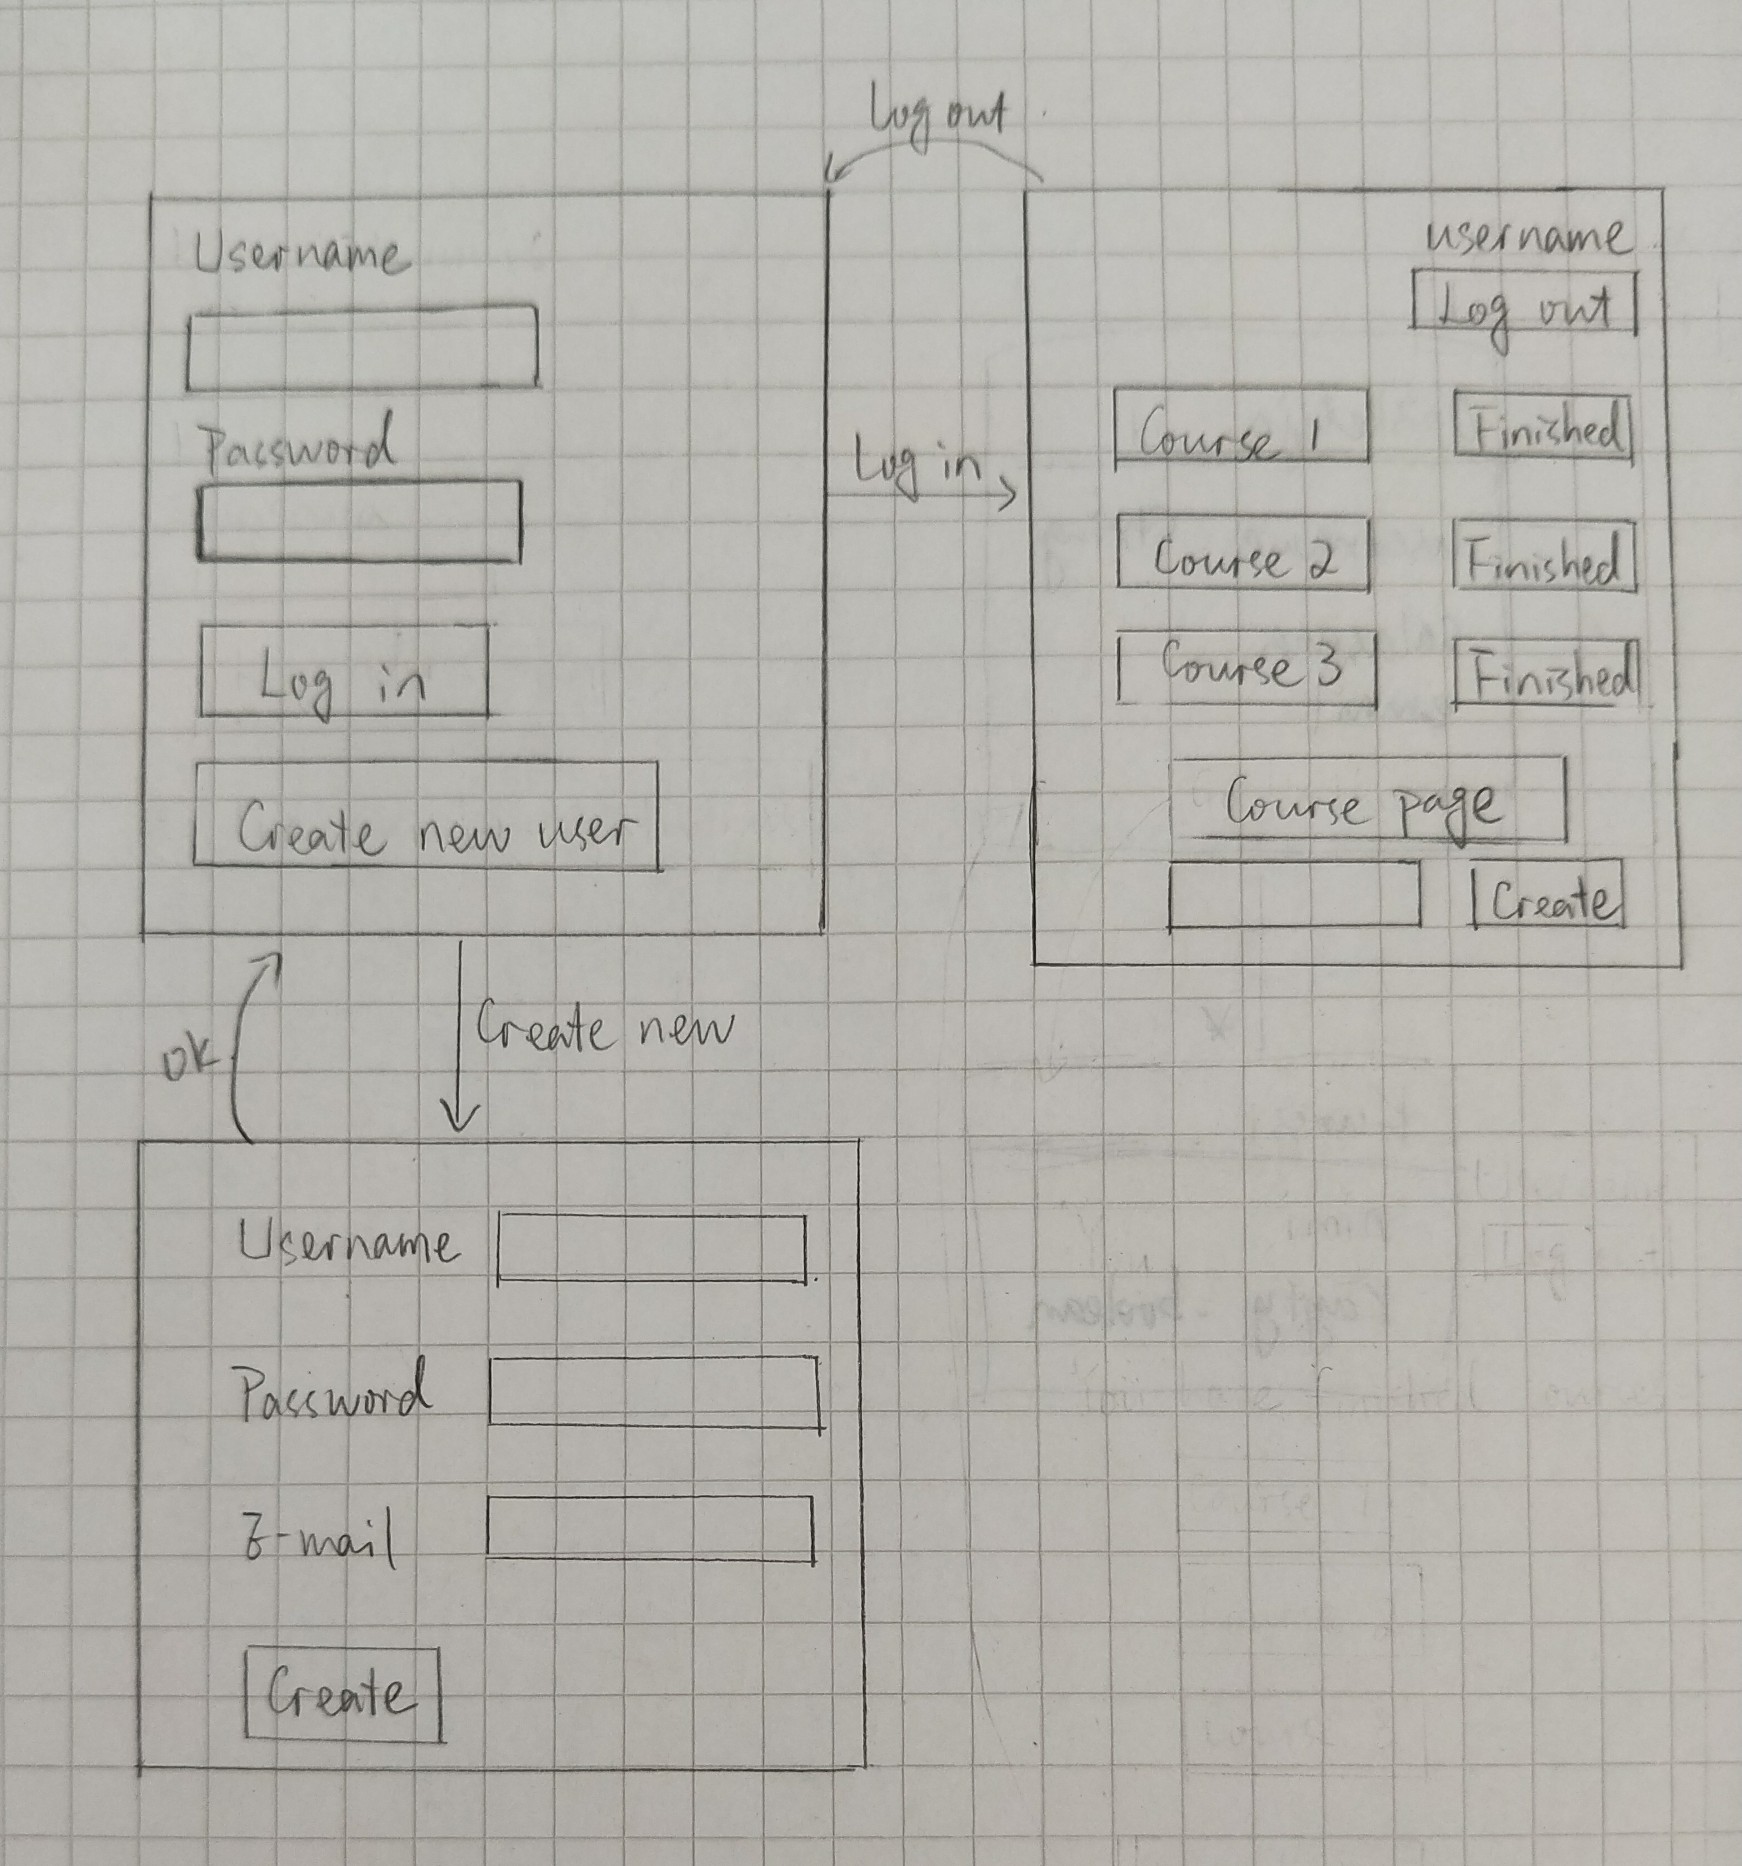 Log out
Username
Password
Log in
Create new user
Log in
username
Log out
Course 1 Finished
Course 2 Finished
Course 3 Finished
Course page
Create
OK
Create new
Username
Password
E-mail
Create